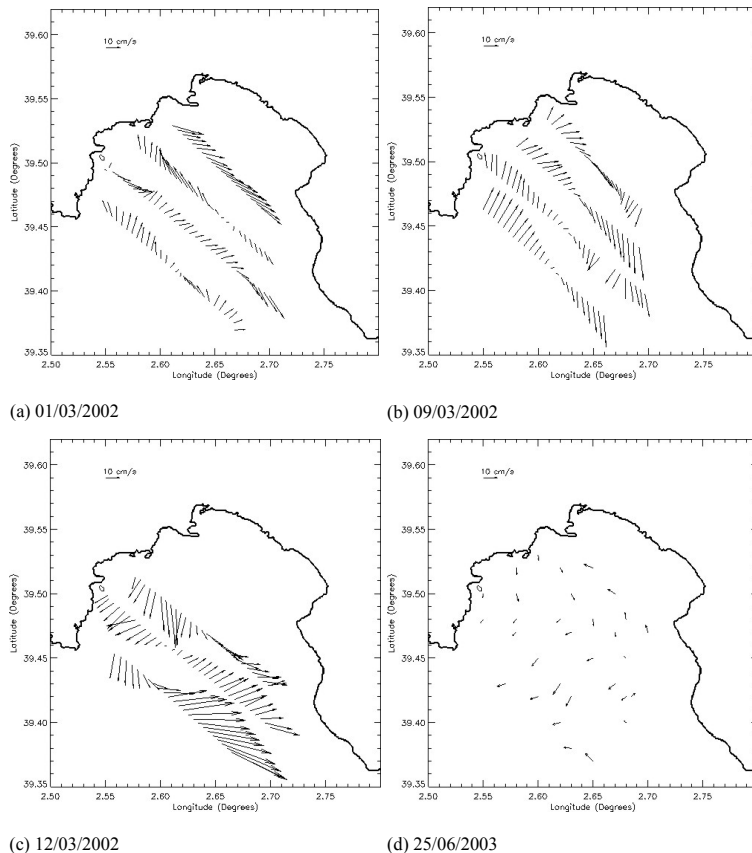 10 cm/s
39.60
39.55
39.50
39.45
39.40
39.35
Latitude (Degrees)
2.50 2.55 2.60 2.65 2.70 2.75
Longitude (Degrees)
(a) 01/03/2002
10 cm/s
39.60
39.55
39.50
39.45
39.40
39.35
Latitude (Degrees)
2.50 2.55 2.60 2.65 2.70 2.75
Longitude (Degrees)
(b) 09/03/2002
10 cm/s
39.60
39.55
39.50
39.45
39.40
39.35
Latitude (Degrees)
2.50 2.55 2.60 2.65 2.70 2.75
Longitude (Degrees)
(c) 12/03/2002
10 cm/s
39.60
39.55
39.50
39.45
39.40
39.35
Latitude (Degrees)
2.50 2.55 2.60 2.65 2.70 2.75
Longitude (Degrees)
(d) 25/06/2003